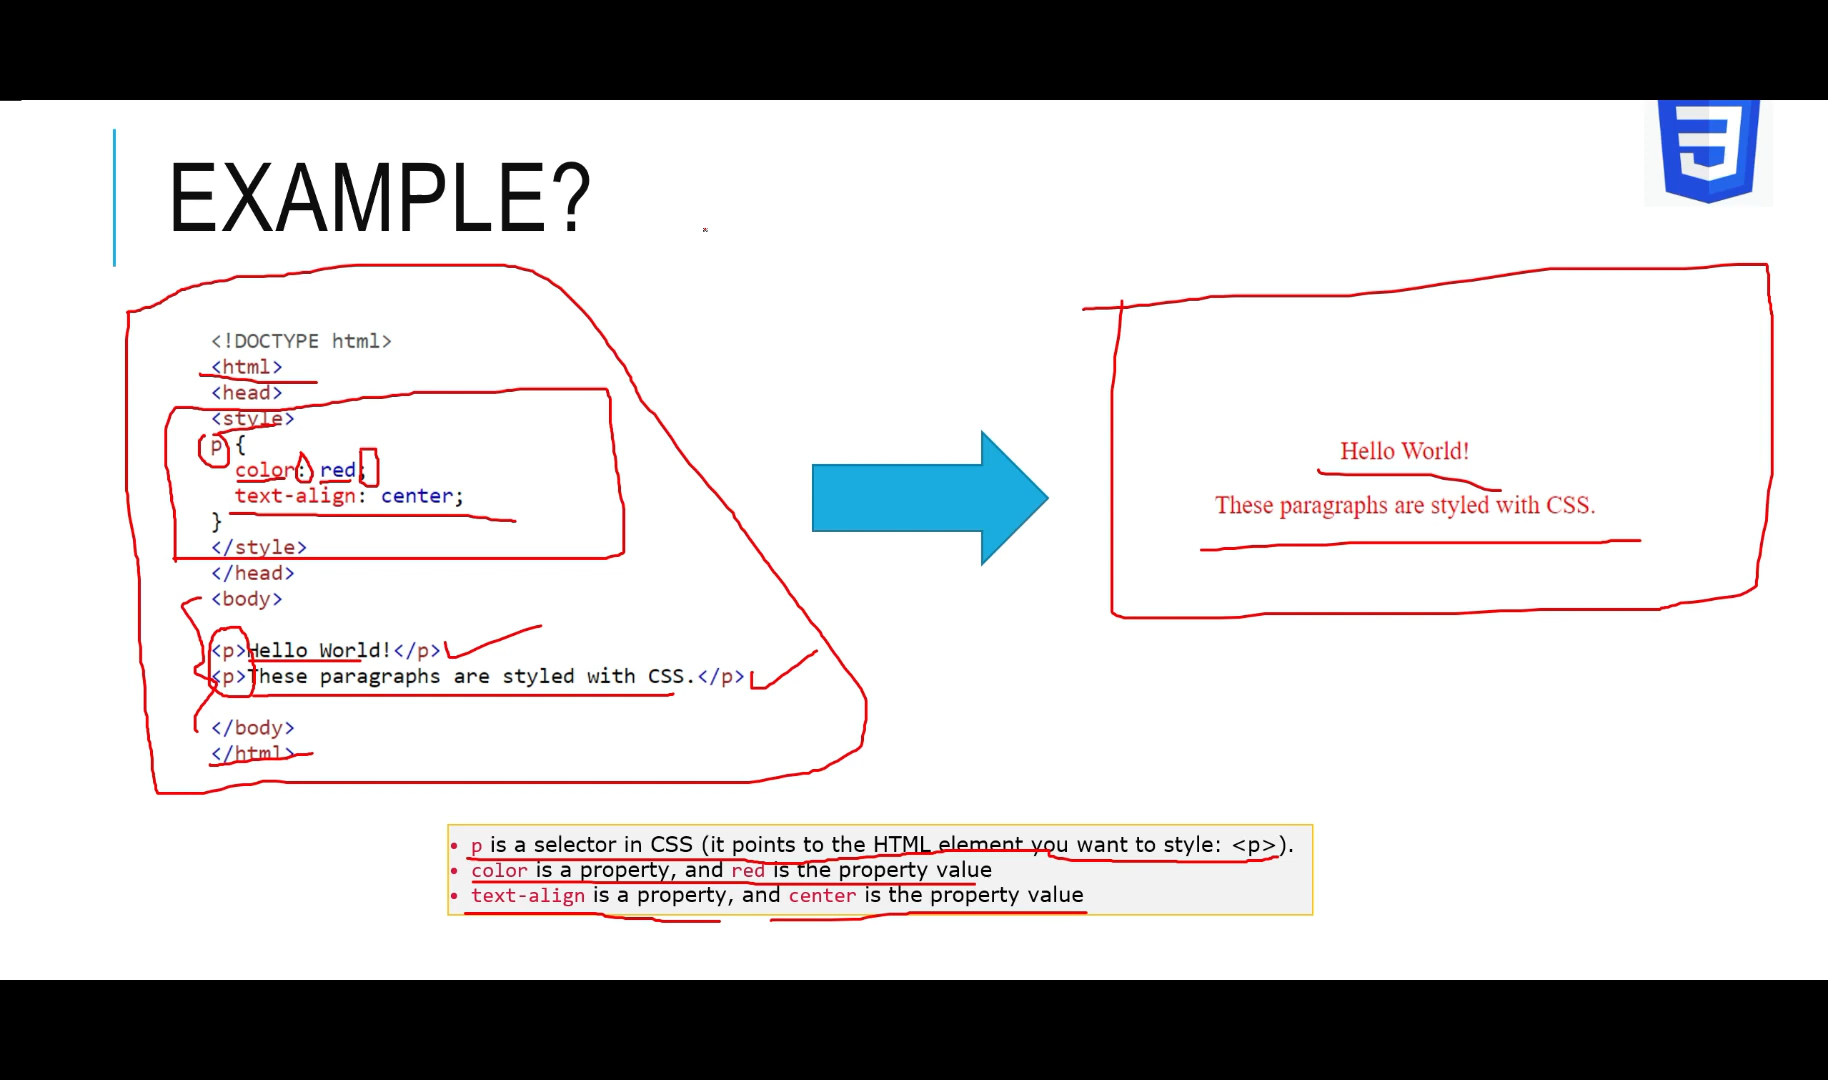 EXAMPLE?
<!DOCTYPE html>
<html>
<head>
<style>
p {
  color: red;
  text-align: center;
}
</style>
</head>
<body>
<p>Hello World!</p>
<p>These paragraphs are styled with CSS.</p>
</body>
</html>
Hello World!
These paragraphs are styled with CSS.
• p is a selector in CSS (it points to the HTML element you want to style: <p>).
• color is a property, and red is the property value
• text-align is a property, and center is the property value